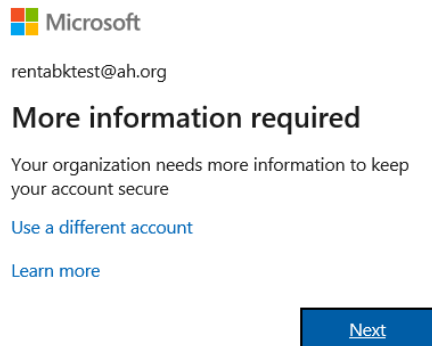 Microsoft
rentabktest@ah.org
More information required
Your organization needs more information to keep
your account secure
Use a different account
Learn more
Next